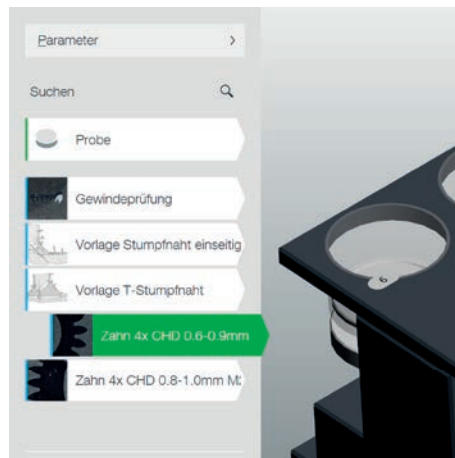 Parameter
Suchen
Probe
Gewindeprüfung
Vorlage Stumpfnaht einseitig
Vorlage T-Stumpfnaht
Zahn 4x CHD 0.6-0.9mm
Zahn 4x CHD 0.8-1.0mm
6